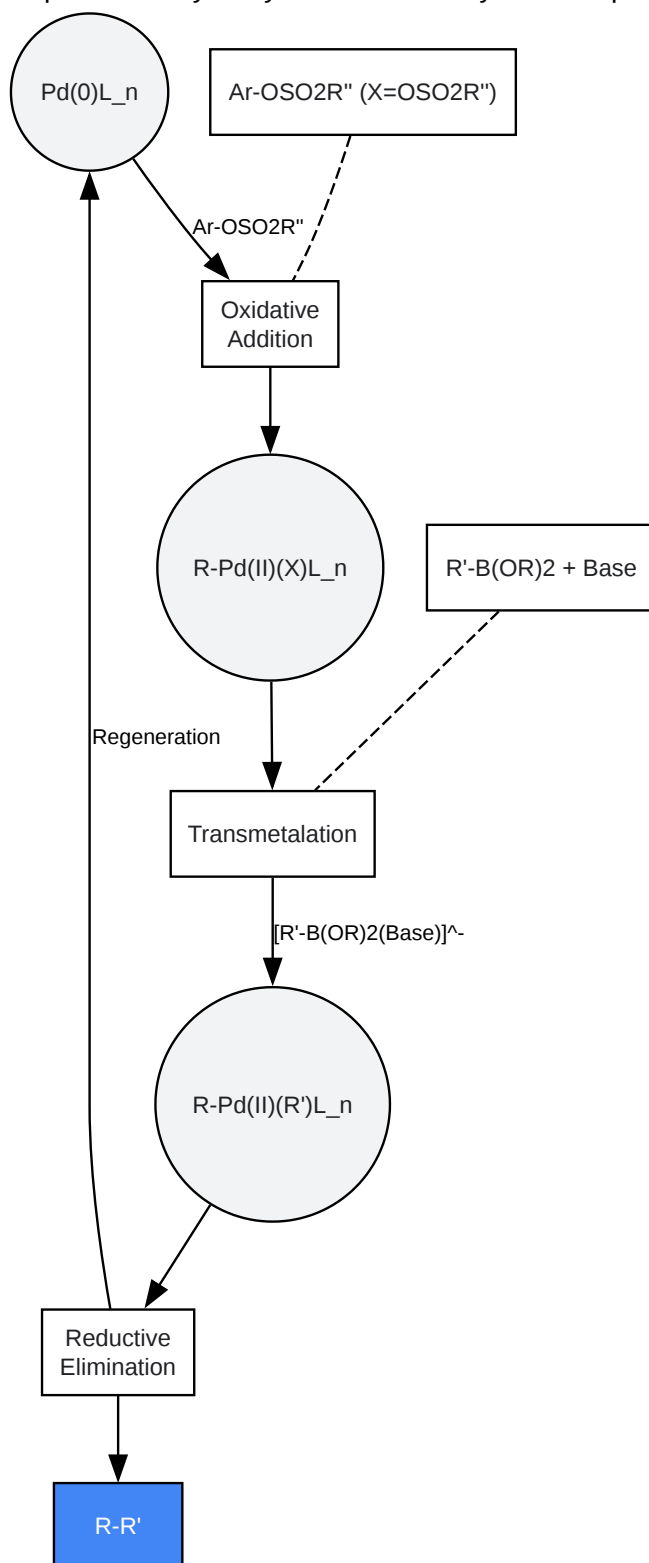 Pd(0)L_n
Ar-OSO2R'' (X=OSO2R'')
Ar-OSO2R''
Oxidative
Addition
R-Pd(II)(X)L_n
R'-B(OR)2 + Base
Regeneration
Transmetalation
[R'-B(OR)2(Base)]^-
R-Pd(II)(R')L_n
Reductive
Elimination
R-R'